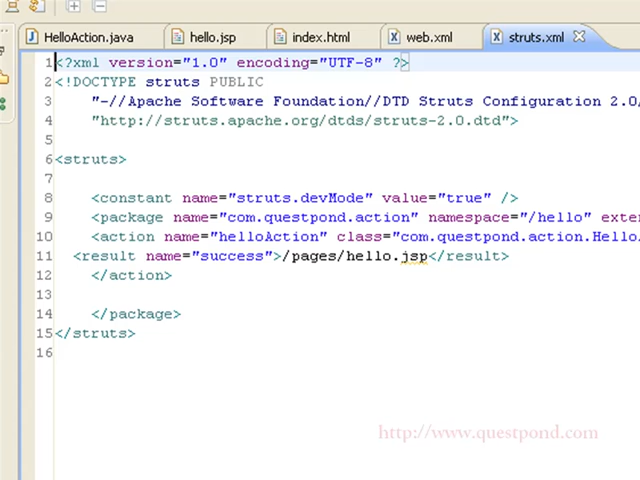 HelloAction.java hello.jsp index.html web.xml struts.xml
1 <?xml version="1.0" encoding="UTF-8" ?>
2 <!DOCTYPE struts PUBLIC
3 "-//Apache Software Foundation//DTD Struts Configuration 2.0/
4 "http://struts.apache.org/dtds/struts-2.0.dtd">
5
6 <struts>
7
8 <constant name="struts.devMode" value="true" />
9 <package name="com.questpond.action" namespace="/hello"
10 <action name="helloAction" class="com.questpond.action.Hello
11 <result name="success">/pages/hello.jsp</result>
12 </action>
13
14 </package>
15 </struts>
16
http://www.questpond.com